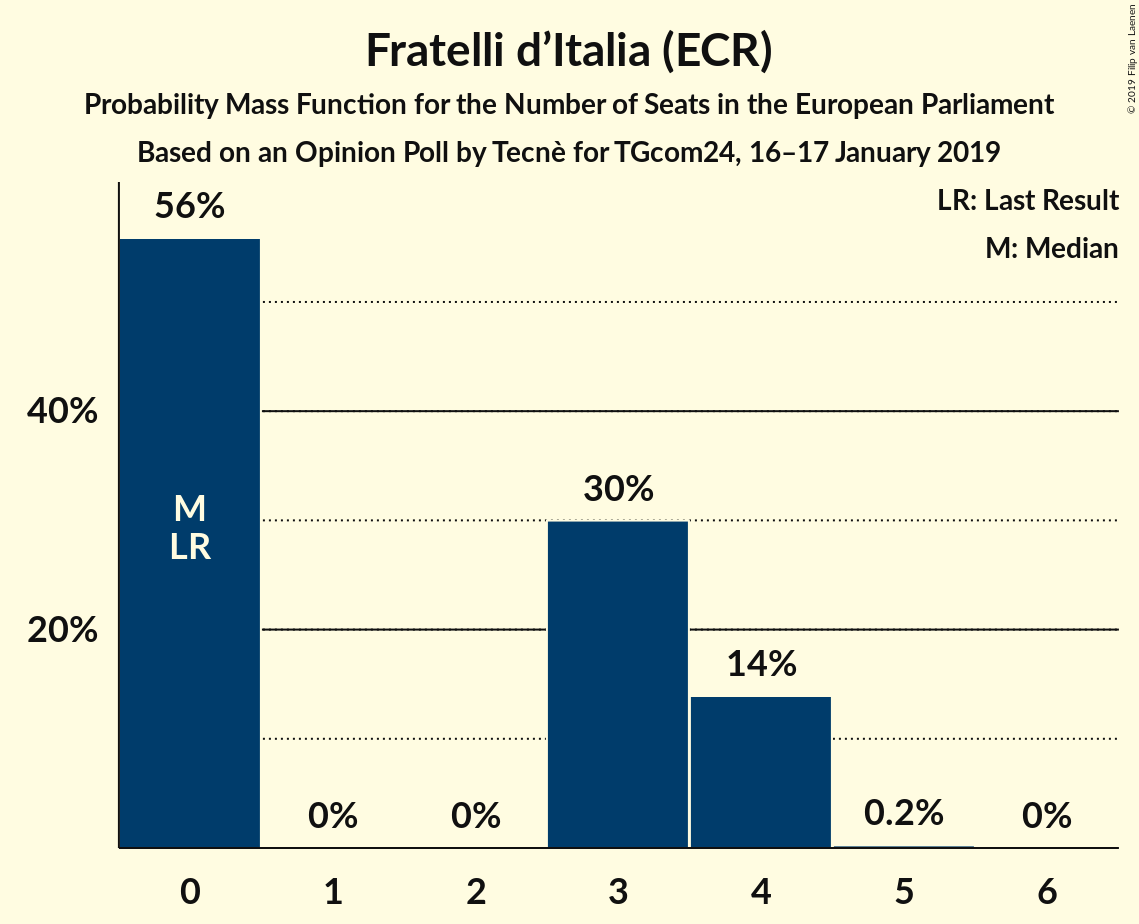 Fratelli d’Italia (ECR)
Probability Mass Function for the Number of Seats in the European Parliament
Based on an Opinion Poll by Tecnè for TGcom24, 16–17 January 2019
© 2019 Filip van Laenen
LR: Last Result
M: Median
56%
40%
20%
M
LR
0%
0%
30%
14%
0.2%
0%
0
1
2
3
4
5
6